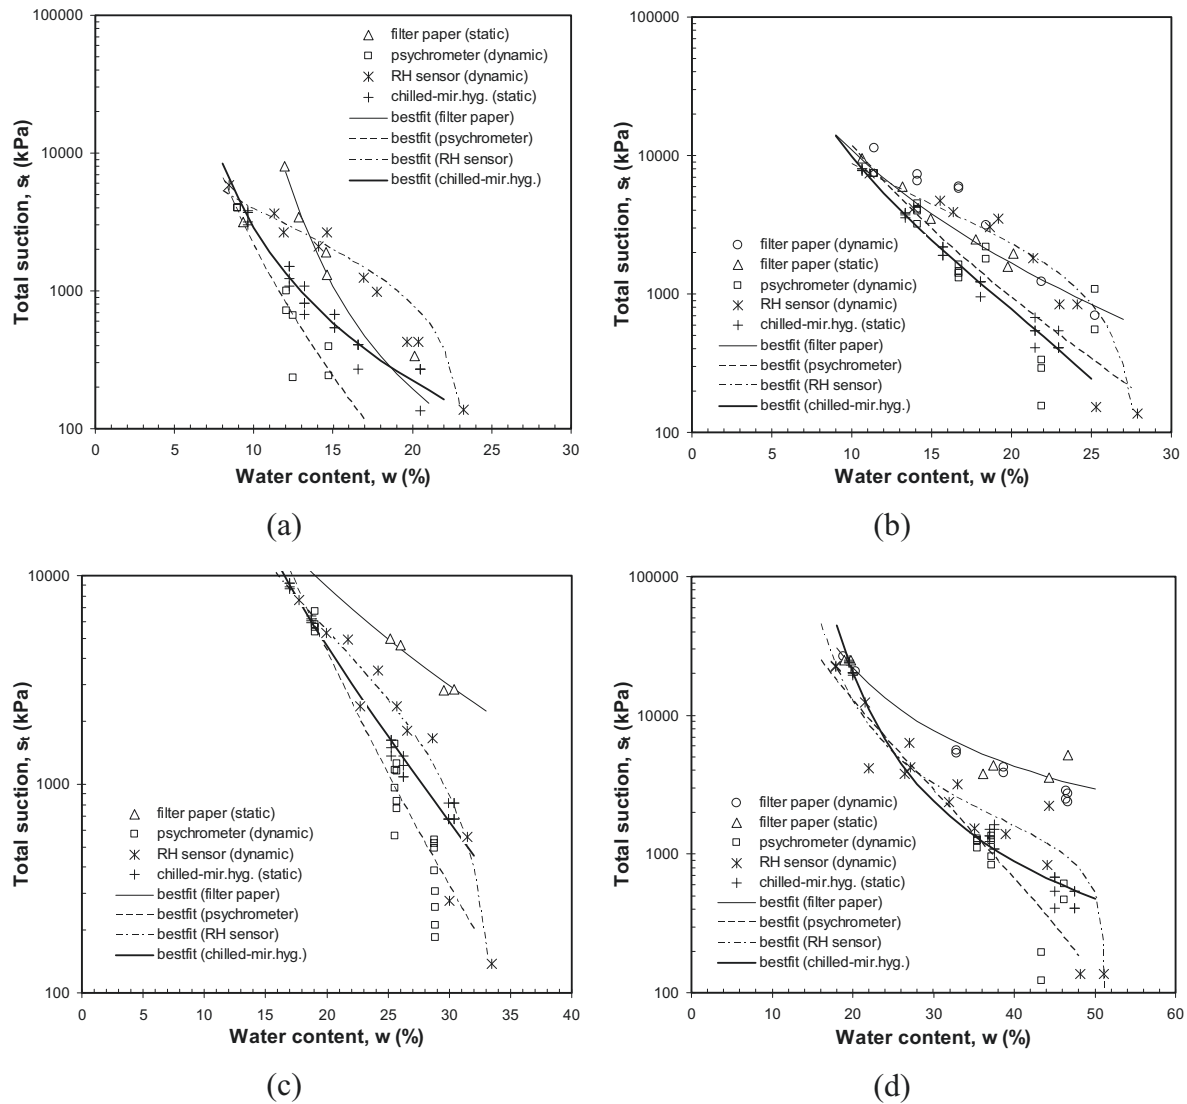 100000
10000
1000
100
0
5
10
15
20
25
30
Total suction, st (kPa)
Water content, w (%)
filter paper (static)
psychrometer (dynamic)
RH sensor (dynamic)
chilled-mir.hyg. (static)
bestfit (filter paper)
bestfit (psychrometer)
bestfit (RH sensor)
bestfit (chilled-mir.hyg.)
(a)
100000
10000
1000
100
0
5
10
15
20
25
30
Total suction, st (kPa)
Water content, w (%)
filter paper (dynamic)
filter paper (static)
psychrometer (dynamic)
RH sensor (dynamic)
chilled-mir.hyg. (static)
bestfit (filter paper)
bestfit (psychrometer)
bestfit (RH sensor)
bestfit (chilled-mir.hyg.)
(b)
10000
1000
100
0
5
10
15
20
25
30
35
40
Total suction, st (kPa)
Water content, w (%)
filter paper (static)
psychrometer (dynamic)
RH sensor (dynamic)
chilled-mir.hyg. (static)
bestfit (filter paper)
bestfit (psychrometer)
bestfit (RH sensor)
bestfit (chilled-mir.hyg.)
(c)
100000
10000
1000
100
0
10
20
30
40
50
60
Total suction, st (kPa)
Water content, w (%)
filter paper (dynamic)
filter paper (static)
psychrometer (dynamic)
RH sensor (dynamic)
chilled-mir.hyg. (static)
bestfit (filter paper)
bestfit (psychrometer)
bestfit (RH sensor)
bestfit (chilled-mir.hyg.)
(d)